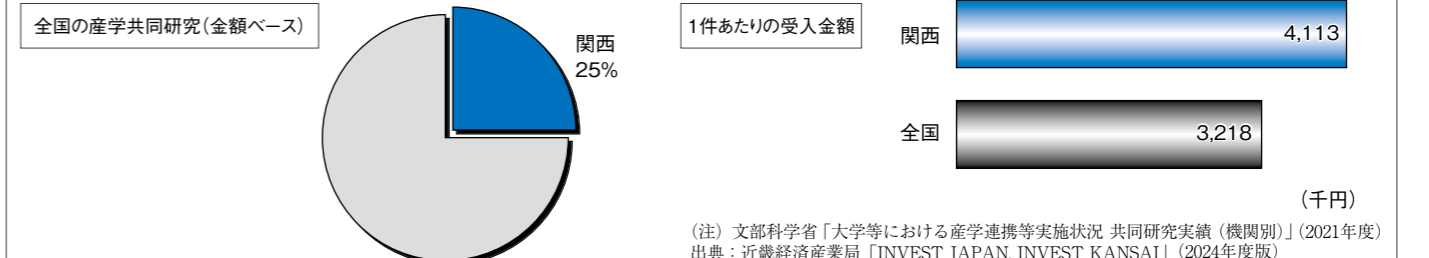 全国の産学共同研究（金額ベース）
関西
25%
1件あたりの受入金額
関西
4,113
全国
3,218
（千円）
（注）文部科学省「大学等における産学連携等実施状況 共同研究実績（機関別）」（2021年度）
出典：近畿経済産業局「INVEST JAPAN, INVEST KANSAI」（2024年度版）